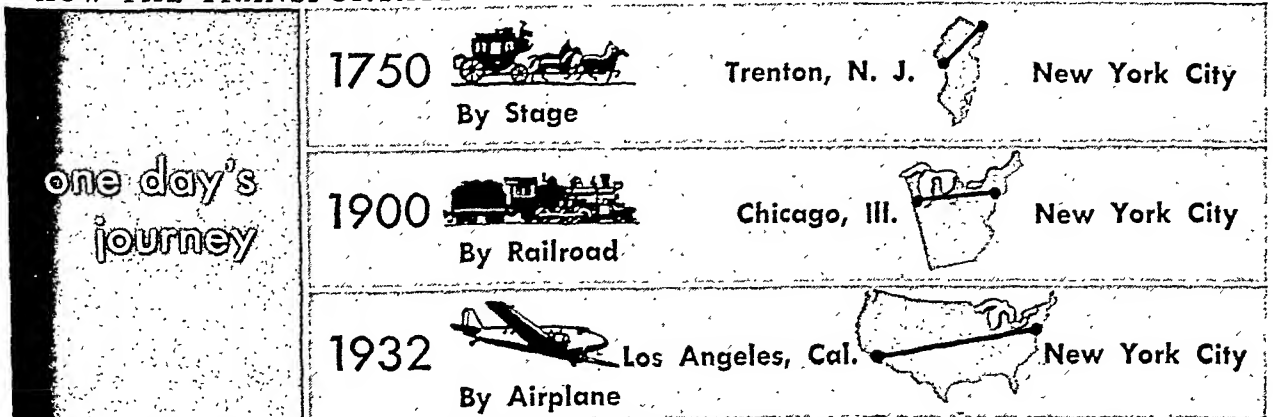 one day's
journey
1750
By Stage
Trenton, N. J.
New York City
1900
By Railroad
Chicago, Ill.
New York City
1932
By Airplane
Los Angeles, Cal.
New York City